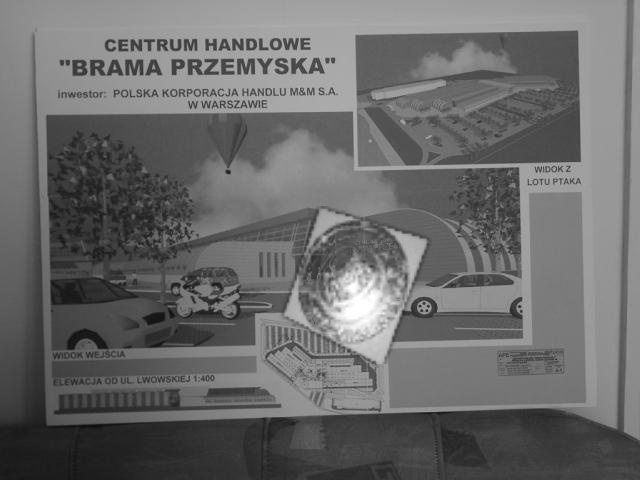 CENTRUM HANDLOWE
"BRAMA PRZEMYSKA"
inwestor: POLSKA KORPORACJA HANDLU M&M S.A.
W WARSZAWIE
WIDOK Z
LOTU PTAKA
WIDOK WEJŚCIA
ELEWACJA OD UL. LWOWSKIEJ 1:400